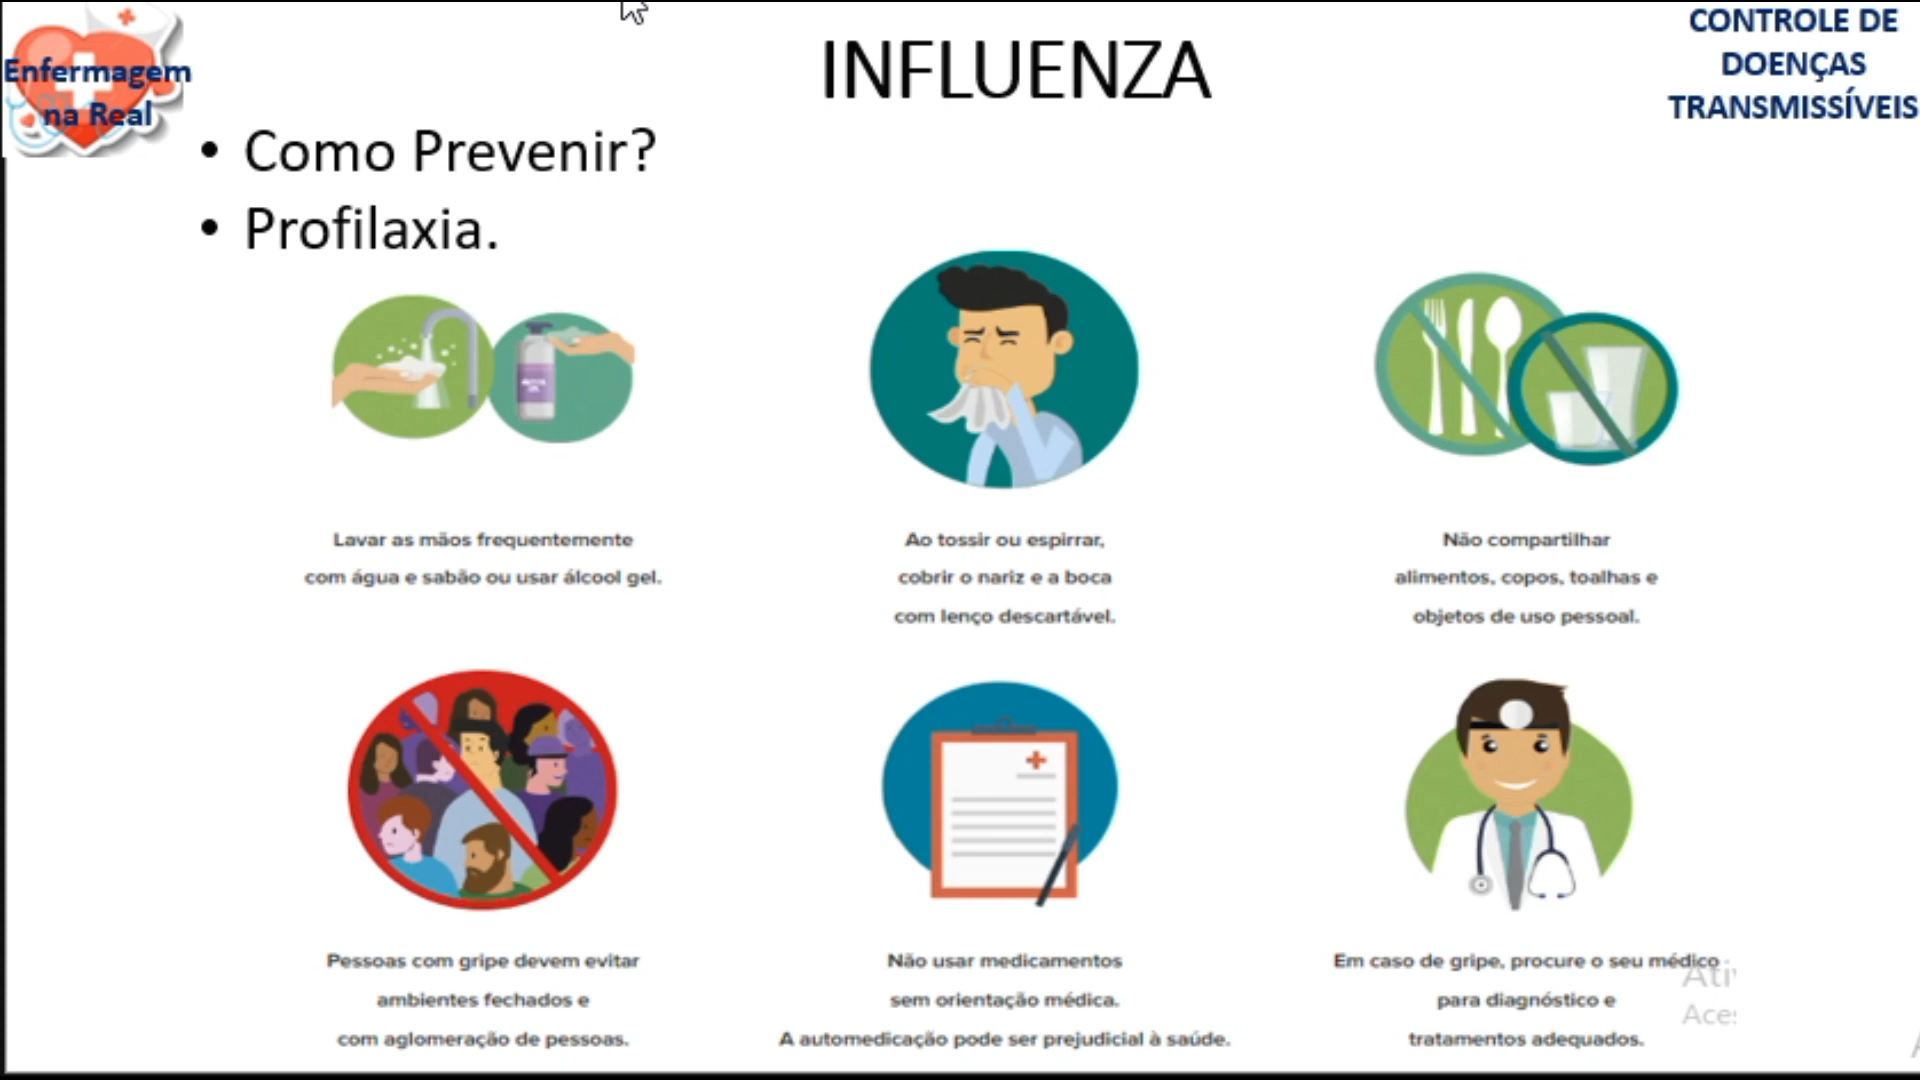 Enfermagem
na Real
INFLUENZA
CONTROLE DE
DOENÇAS
TRANSMISSÍVEIS
• Como Prevenir?
• Profilaxia.
Lavar as mãos frequentemente
com água e sabão ou usar álcool gel.
Ao tossir ou espirrar,
cobrir o nariz e a boca
com lenço descartável.
Não compartilhar
alimentos, copos, toalhas e
objetos de uso pessoal.
Pessoas com gripe devem evitar
ambientes fechados e
com aglomeração de pessoas.
Não usar medicamentos
sem orientação médica.
A automedicação pode ser prejudicial à saúde.
Em caso de gripe, procure o seu médico
para diagnóstico e
tratamentos adequados.